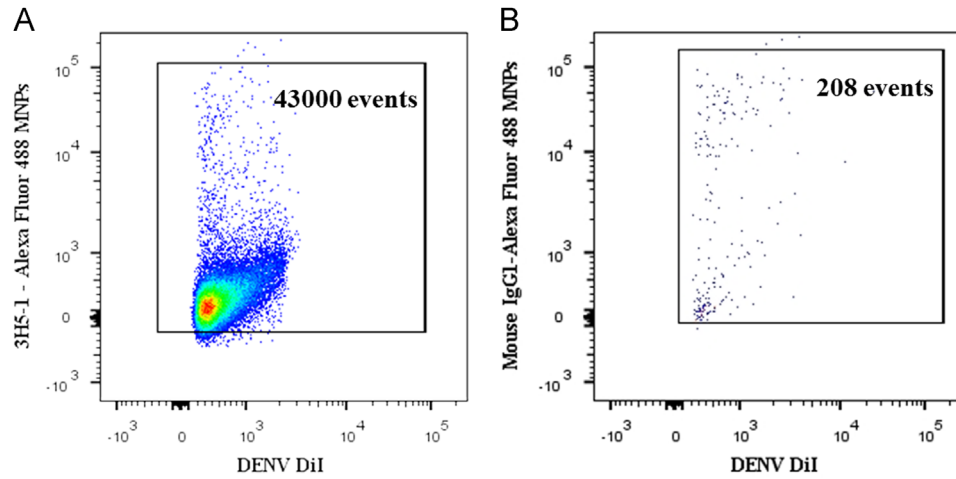 A
3H5-1 - Alexa Fluor 488 MNPs
43000 events
10 5
10 4
10 3
0
-10 3
-10 3
0
10 3
10 4
10 5
DENV DiI
B
Mouse IgG1-Alexa Fluor 488 MNPs
208 events
10 5
10 4
10 3
0
-10 3
-10 3
0
10 3
10 4
10 5
DENV DiI